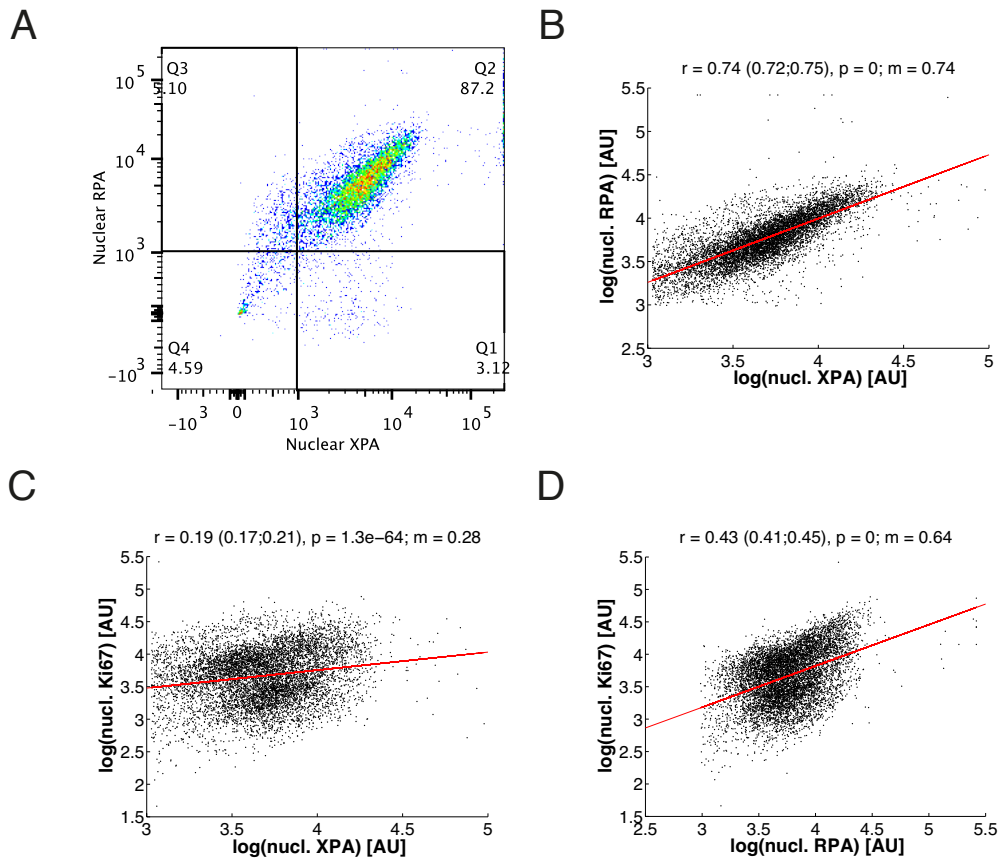 A
Q3
5.10
Q2
87.2
10^5
10^4
10^3
−10^3
Nuclear RPA
Q4
4.59
Q1
3.12
−10^3
0
10^3
10^4
10^5
Nuclear XPA
B
r = 0.74 (0.72;0.75), p = 0; m = 0.74
5.5
5
4.5
4
3.5
3
2.5
log(nucl. RPA) [AU]
3
3.5
4
4.5
5
log(nucl. XPA) [AU]
C
r = 0.19 (0.17;0.21), p = 1.3e−64; m = 0.28
5.5
5
4.5
4
3.5
3
2.5
2
1.5
log(nucl. Ki67) [AU]
3
3.5
4
4.5
5
log(nucl. XPA) [AU]
D
r = 0.43 (0.41;0.45), p = 0; m = 0.64
5.5
5
4.5
4
3.5
3
2.5
2
1.5
log(nucl. Ki67) [AU]
2.5
3
3.5
4
4.5
5
5.5
log(nucl. RPA) [AU]